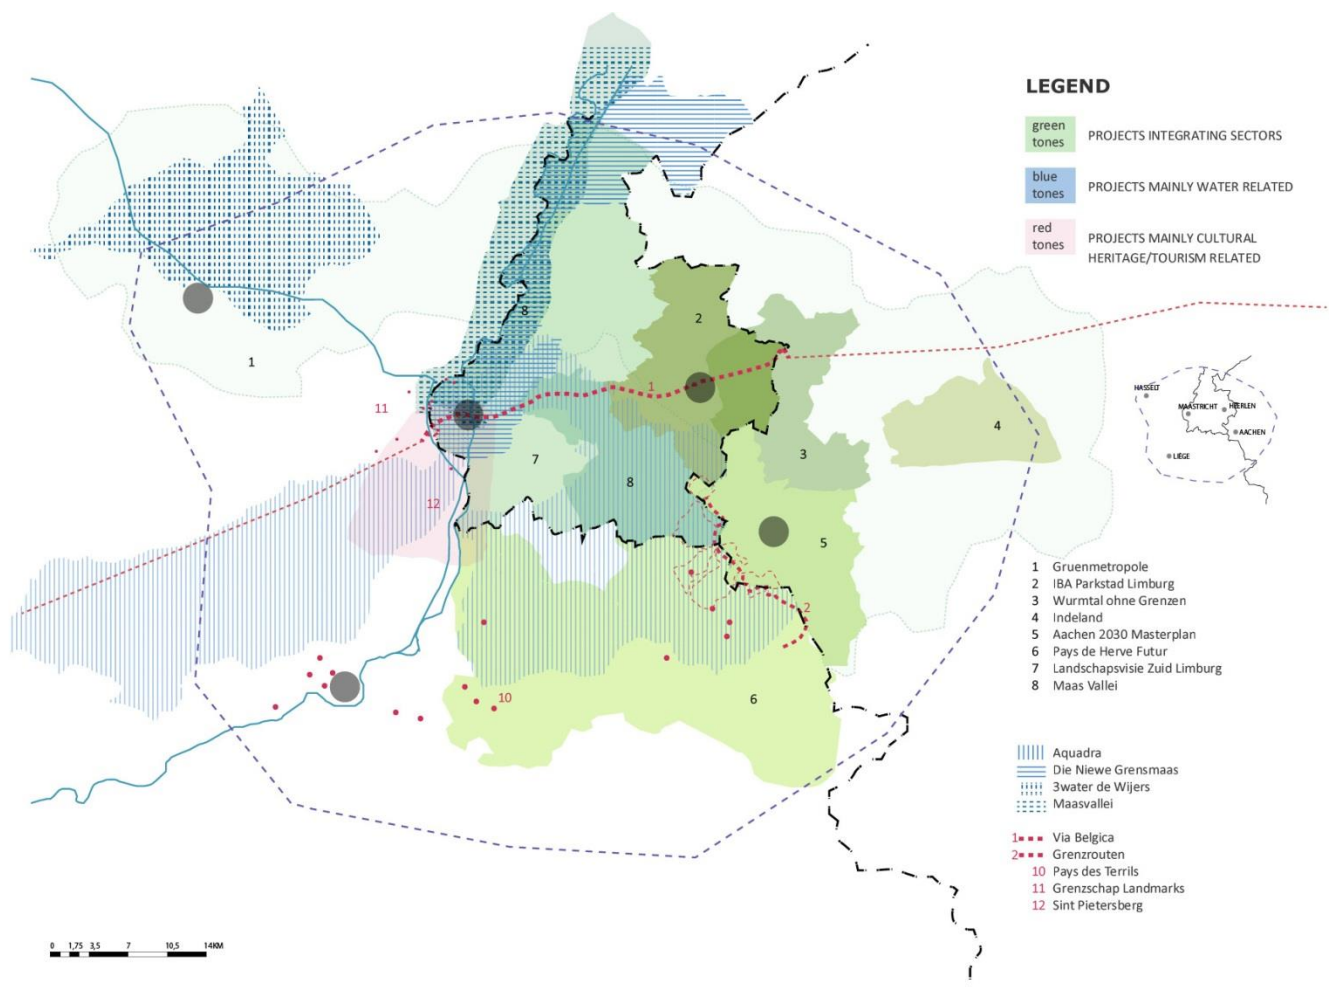 LEGEND
green
tones
PROJECTS INTEGRATING SECTORS
blue
tones
PROJECTS MAINLY WATER RELATED
red
tones
PROJECTS MAINLY CULTURAL
HERITAGE/TOURISM RELATED
8
2
1
1
11
4
3
7
8
12
5
2
10
6
HASSELT
MAASTRICHT
HEERLEN
AACHEN
LIÉGE
1 Gruenmetropole
2 IBA Parkstad Limburg
3 Wurmtal ohne Grenzen
4 Indeland
5 Aachen 2030 Masterplan
6 Pays de Herve Futur
7 Landschapsvisie Zuid Limburg
8 Maas Vallei
Aquadra
Die Niewe Grensmaas
3water de Wijers
Maasvallei
1 Via Belgica
2 Grenzrouten
10 Pays des Terrils
11 Grenzschap Landmarks
12 Sint Pietersberg
0 1,75 3,5 7 10,5 14KM